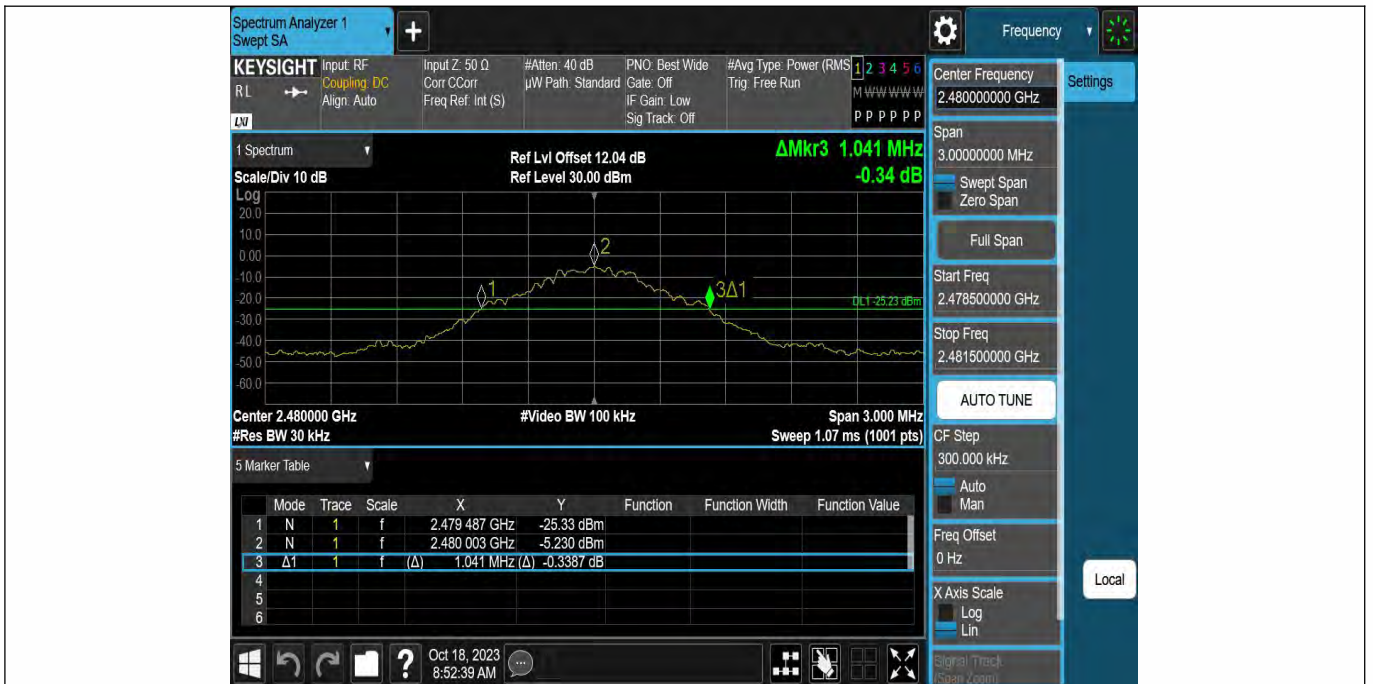 Spectrum Analyzer 1
Swept SA
+
Frequency
KEYSIGHT
RL
LXI
Input: RF
Coupling: DC
Align: Auto
Input Z: 50 Ω
Corr CCorr
Freq Ref: Int (S)
#Atten: 40 dB
µW Path: Standard
PNO: Best Wide
Gate: Off
IF Gain: Low
Sig Track: Off
#Avg Type: Power (RMS
Trig: Free Run
1 2 3 4 5 6
M W W W W W
P P P P P P
1 Spectrum
Scale/Div 10 dB
Ref Lvl Offset 12.04 dB
Ref Level 30.00 dBm
ΔMkr3 1.041 MHz
-0.34 dB
Log
20.0
10.0
0.00
-10.0
-20.0
-30.0
-40.0
-50.0
-60.0
1
2
3Δ1
DL1 -25.23 dBm
Center 2.480000 GHz
#Video BW 100 kHz
Span 3.000 MHz
#Res BW 30 kHz
Sweep 1.07 ms (1001 pts)
5 Marker Table
Mode Trace Scale X Y Function Function Width Function Value
1 N 1 f 2.479 487 GHz -25.33 dBm
2 N 1 f 2.480 003 GHz -5.230 dBm
3 Δ1 1 f (Δ) 1.041 MHz (Δ) -0.3387 dB
4
5
6
?
Oct 18, 2023
8:52:39 AM
Center Frequency
2.480000000 GHz
Settings
Span
3.00000000 MHz
Swept Span
Zero Span
Full Span
Start Freq
2.478500000 GHz
Stop Freq
2.481500000 GHz
AUTO TUNE
CF Step
300.000 kHz
Auto
Man
Freq Offset
0 Hz
X Axis Scale
Log
Lin
Local
Signal Track
(Span Zoom)